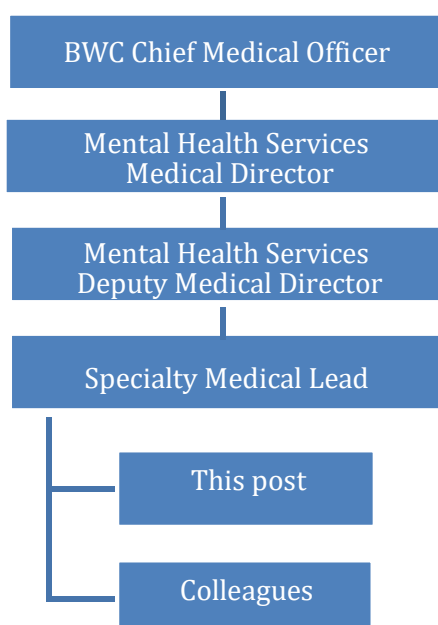 BWC Chief Medical Officer
Mental Health Services
Medical Director
Mental Health Services
Deputy Medical Director
Specialty Medical Lead
This post
Colleagues